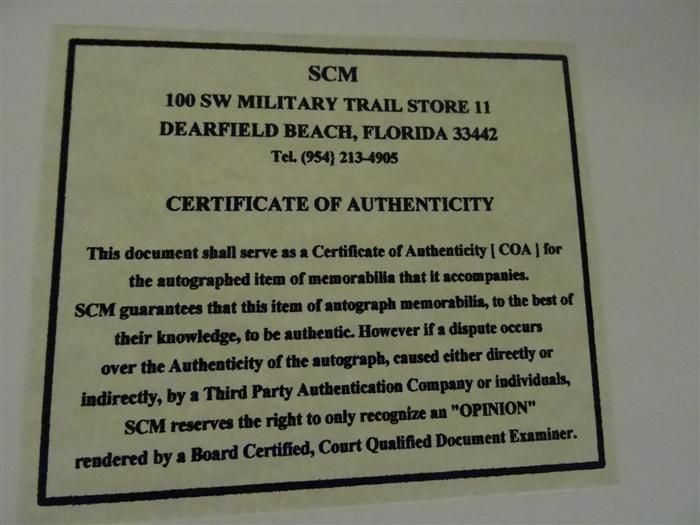 SCM
100 SW MILITARY TRAIL STORE 11
DEARFIELD BEACH, FLORIDA 33442
Tel. (954} 213-4905
CERTIFICATE OF AUTHENTICITY
This document shall serve as a Certificate of Authenticity [ COA ] for
the autographed item of memorabilia that it accompanies.
SCM guarantees that this item of autograph memorabilia, to the best of
their knowledge, to be authentic. However if a dispute occurs
over the Authenticity of the autograph, caused either directly or
indirectly, by a Third Party Authentication Company or individuals,
SCM reserves the right to only recognize an "OPINION"
rendered by a Board Certified, Court Qualified Document Examiner.